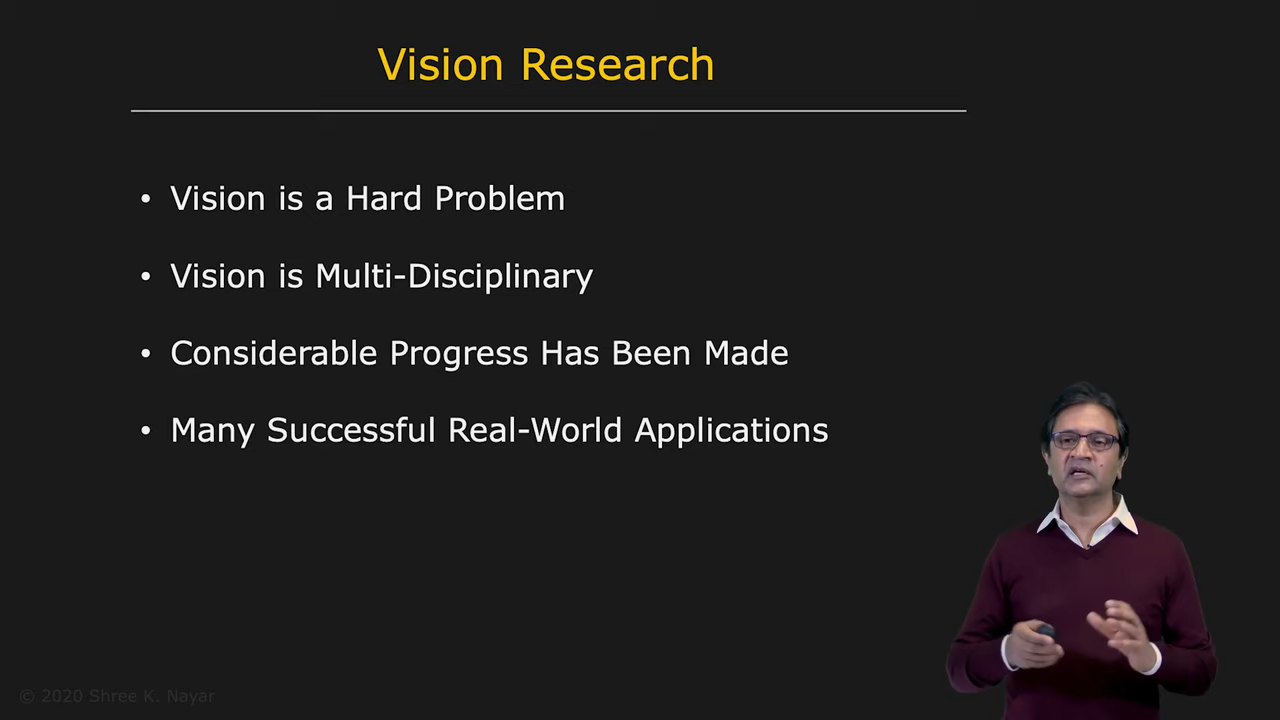 Vision Research
• Vision is a Hard Problem
• Vision is Multi-Disciplinary
• Considerable Progress Has Been Made
• Many Successful Real-World Applications
© 2020 Shree K. Nayar